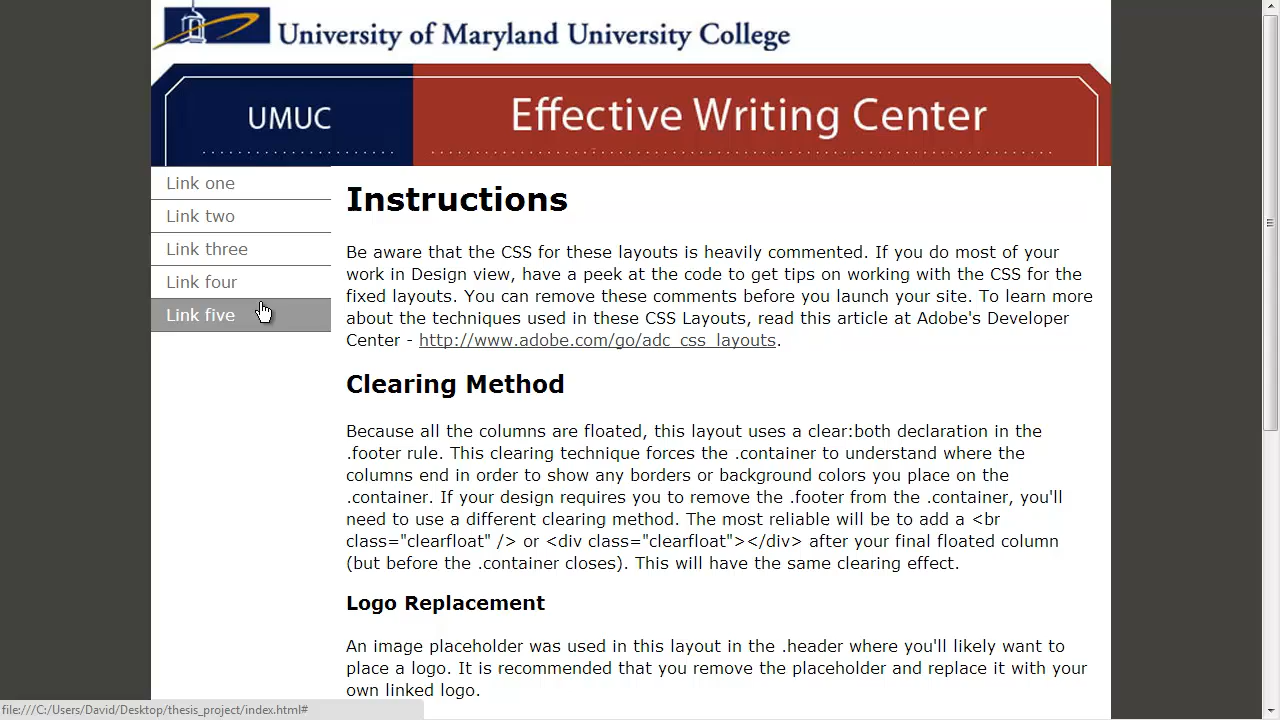 University of Maryland University College
UMUC
Effective Writing Center
Link one
Link two
Link three
Link four
Link five
Instructions
Be aware that the CSS for these layouts is heavily commented. If you do most of your
work in Design view, have a peek at the code to get tips on working with the CSS for the
fixed layouts. You can remove these comments before you launch your site. To learn more
about the techniques used in these CSS Layouts, read this article at Adobe's Developer
Center - http://www.adobe.com/go/adc_css_layouts.
Clearing Method
Because all the columns are floated, this layout uses a clear:both declaration in the
.footer rule. This clearing technique forces the .container to understand where the
columns end in order to show any borders or background colors you place on the
.container. If your design requires you to remove the .footer from the .container, you'll
need to use a different clearing method. The most reliable will be to add a <br
class="clearfloat" /> or <div class="clearfloat"></div> after your final floated column
(but before the .container closes). This will have the same clearing effect.
Logo Replacement
An image placeholder was used in this layout in the .header where you'll likely want to
place a logo. It is recommended that you remove the placeholder and replace it with your
own linked logo.
file:///C:/Users/David/Desktop/thesis_project/index.html#